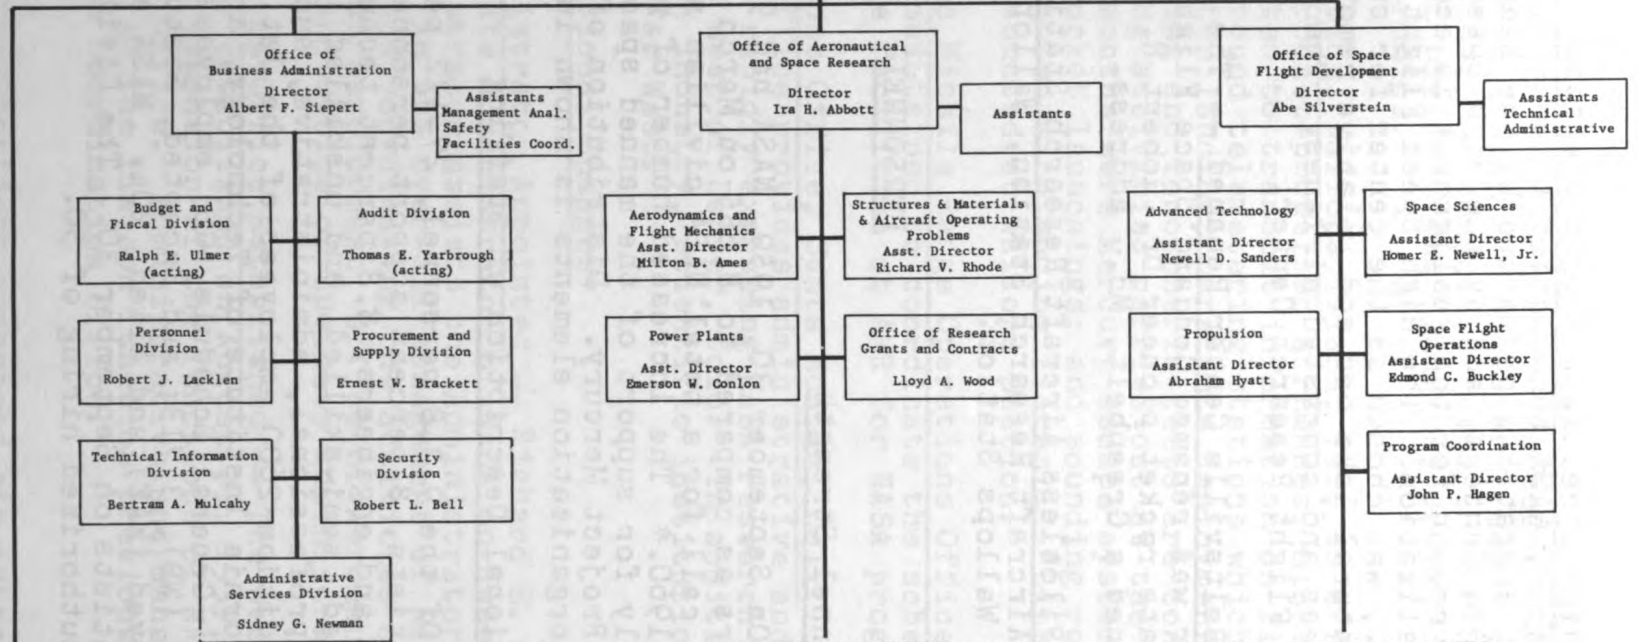 Office of
Business Administration
Director
Albert F. Siepert
Assistants
Management Anal.
Safety
Facilities Coord.
Budget and
Fiscal Division
Ralph E. Ulmer
(acting)
Audit Division
Thomas E. Yarbrough
(acting)
Personnel
Division
Robert J. Lacklen
Procurement and
Supply Division
Ernest W. Brackett
Technical Information
Division
Bertram A. Mulcahy
Security
Division
Robert L. Bell
Administrative
Services Division
Sidney G. Newman
Office of Aeronautical
and Space Research
Director
Ira H. Abbott
Assistants
Aerodynamics and
Flight Mechanics
Asst. Director
Milton B. Ames
Structures & Materials
& Aircraft Operating
Problems
Asst. Director
Richard V. Rhode
Power Plants
Asst. Director
Emerson W. Conlon
Office of Research
Grants and Contracts
Lloyd A. Wood
Office of Space
Flight Development
Director
Abe Silverstein
Assistants
Technical
Administrative
Advanced Technology
Assistant Director
Newell D. Sanders
Space Sciences
Assistant Director
Homer E. Newell, Jr.
Propulsion
Assistant Director
Abraham Hyatt
Space Flight
Operations
Assistant Director
Edmond C. Buckley
Program Coordination
Assistant Director
John P. Hagen